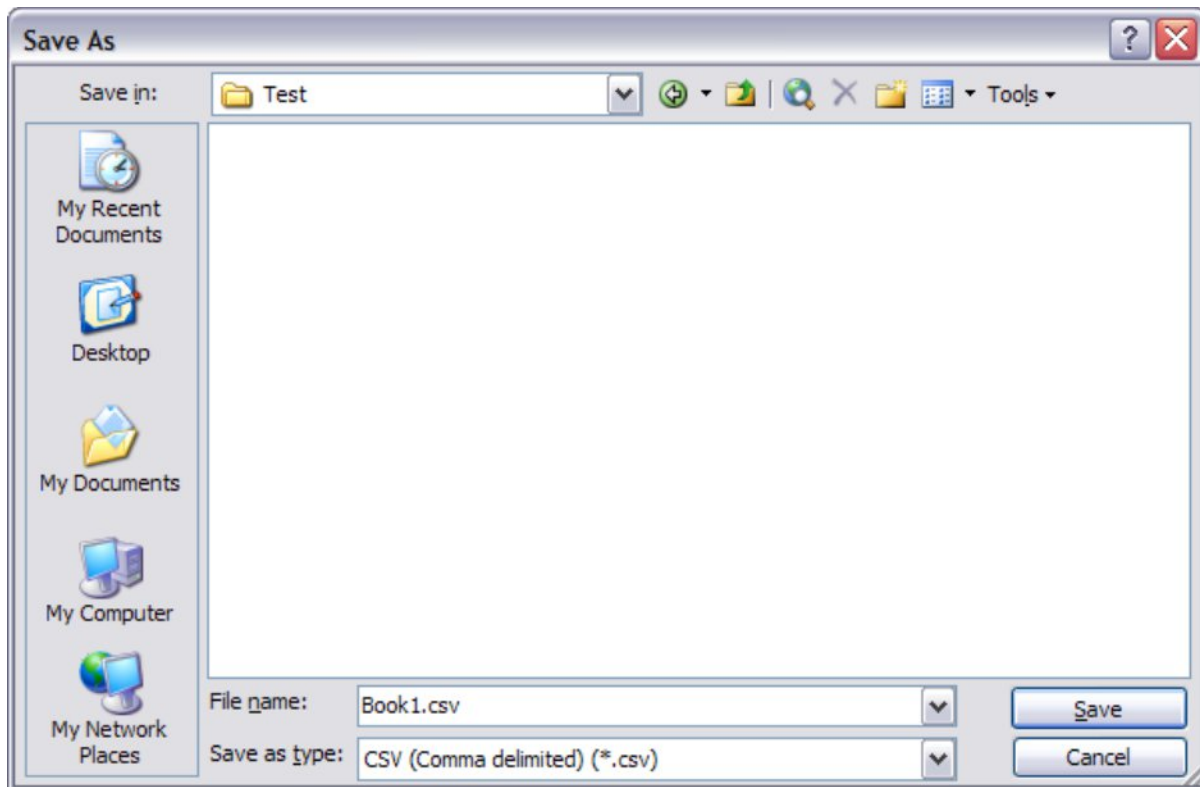 Save As
?
Save in:
Test
Tools
My Recent
Documents
Desktop
My Documents
My Computer
My Network
Places
File name:
Book1.csv
Save
Save as type:
CSV (Comma delimited) (*.csv)
Cancel